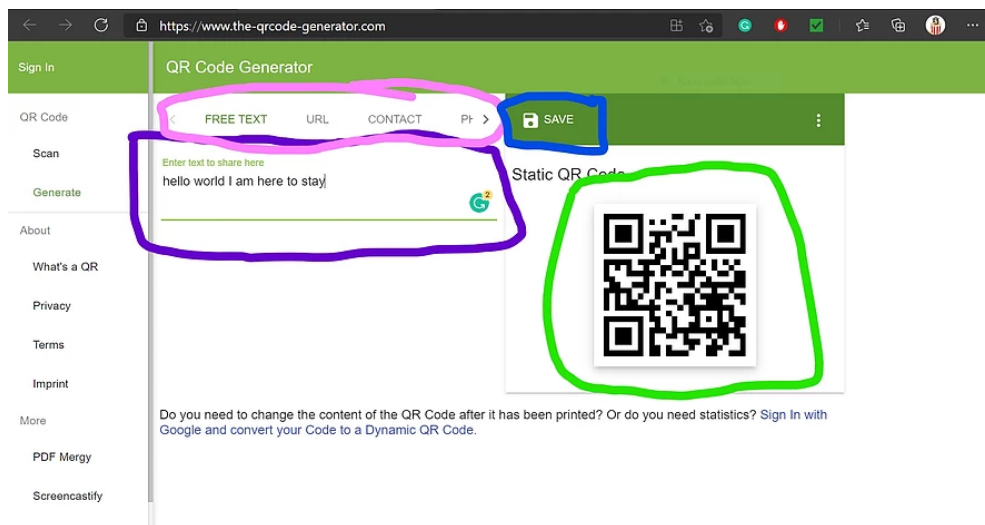 https://www.the-qrcode-generator.com
Sign In
QR Code Generator
QR Code
Scan
Generate
About
What's a QR
Privacy
Terms
Imprint
More
PDF Mergy
Screencastify
FREE TEXT
URL
CONTACT
Enter text to share here
hello world I am here to stay
2
SAVE
Static QR Code
Do you need to change the content of the QR Code after it has been printed? Or do you need statistics? Sign In with
Google and convert your Code to a Dynamic QR Code.